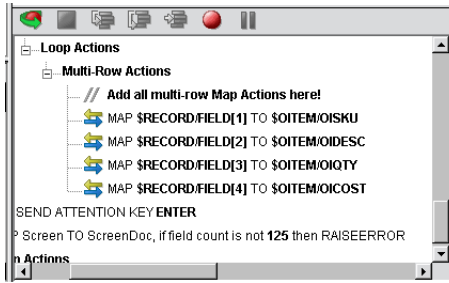 Loop Actions
Multi-Row Actions
// Add all multi-row Map Actions here!
MAP $RECORD/FIELD[1] TO $OITEM/OISKU
MAP $RECORD/FIELD[2] TO $OITEM/OIDESC
MAP $RECORD/FIELD[3] TO $OITEM/OIQTY
MAP $RECORD/FIELD[4] TO $OITEM/OICOST
SEND ATTENTION KEY ENTER
Screen TO ScreenDoc, if field count is not 125 then RAISEERROR
Actions